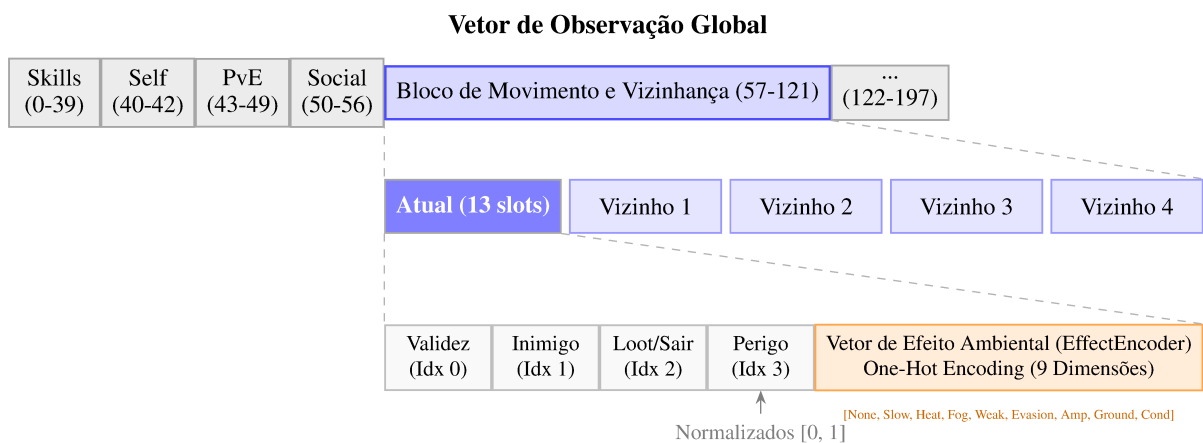 Vetor de Observação Global
Skills
(0-39)
Self
(40-42)
PvE
(43-49)
Social
(50-56)
Bloco de Movimento e Vizinhança (57-121)
...
(122-197)
Atual (13 slots)
Vizinho 1
Vizinho 2
Vizinho 3
Vizinho 4
Validez
(Idx 0)
Inimigo
(Idx 1)
Loot/Sair
(Idx 2)
Perigo
(Idx 3)
Vetor de Efeito Ambiental (EffectEncoder)
One-Hot Encoding (9 Dimensões)
[None, Slow, Heat, Fog, Weak, Evasion, Amp, Ground, Cond]
Normalizados [0, 1]